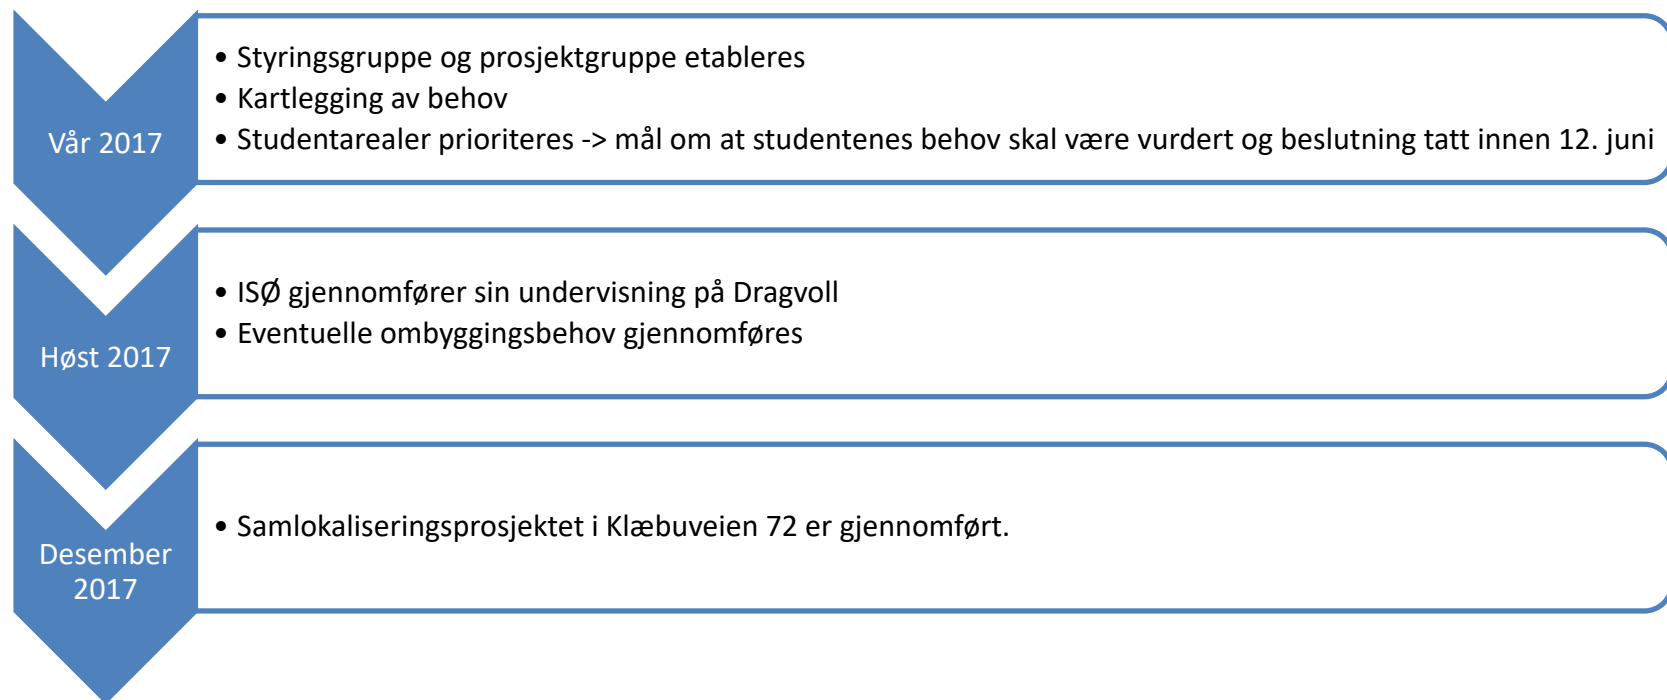 Vår 2017
• Styringsgruppe og prosjektgruppe etableres
• Kartlegging av behov
• Studentarealer prioriteres -> mål om at studentenes behov skal være vurdert og beslutning tatt innen 12. juni
Høst 2017
• ISØ gjennomfører sin undervisning på Dragvoll
• Eventuelle ombyggingsbehov gjennomføres
Desember
2017
• Samlokaliseringsprosjektet i Klæbuveien 72 er gjennomført.